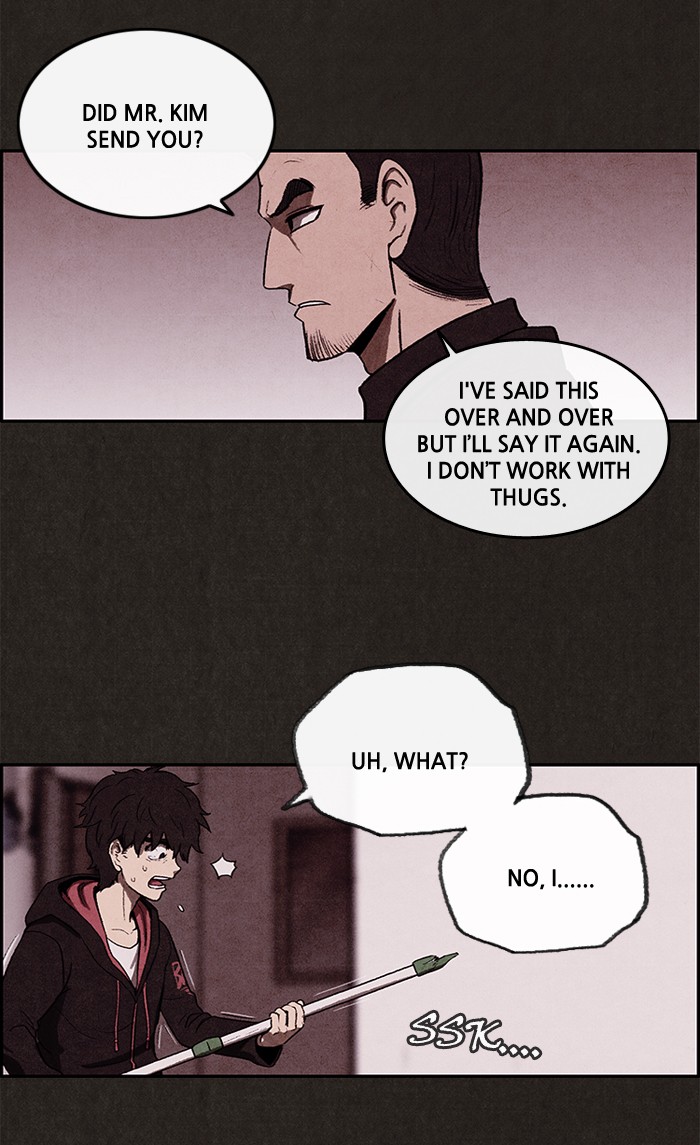 DID MR. KIM
SEND YOU?
I'VE SAID THIS
OVER AND OVER
BUT I'LL SAY IT AGAIN.
I DON'T WORK WITH
THUGS.
UH, WHAT?
NO, I......
SSK....